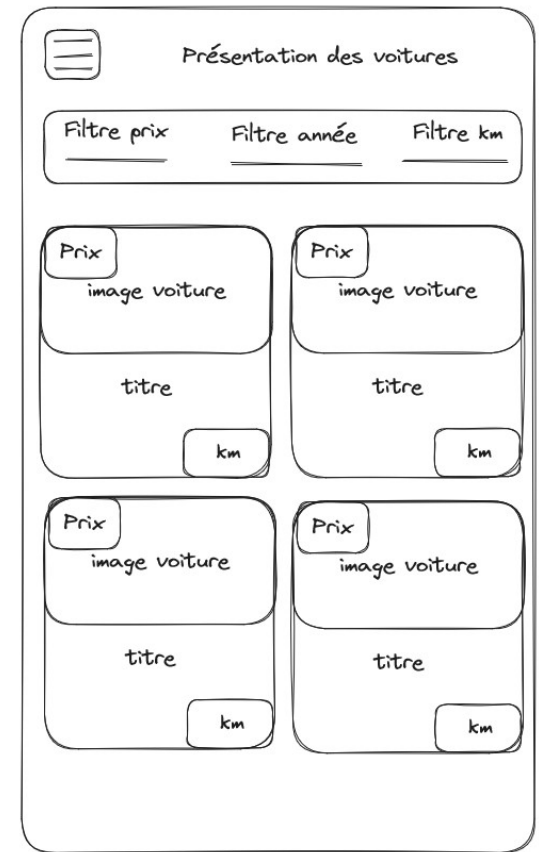 Présentation des voitures
Filtre prix Filtre année Filtre km
Prix
image voiture
titre
km
Prix
image voiture
titre
km
Prix
image voiture
titre
km
Prix
image voiture
titre
km